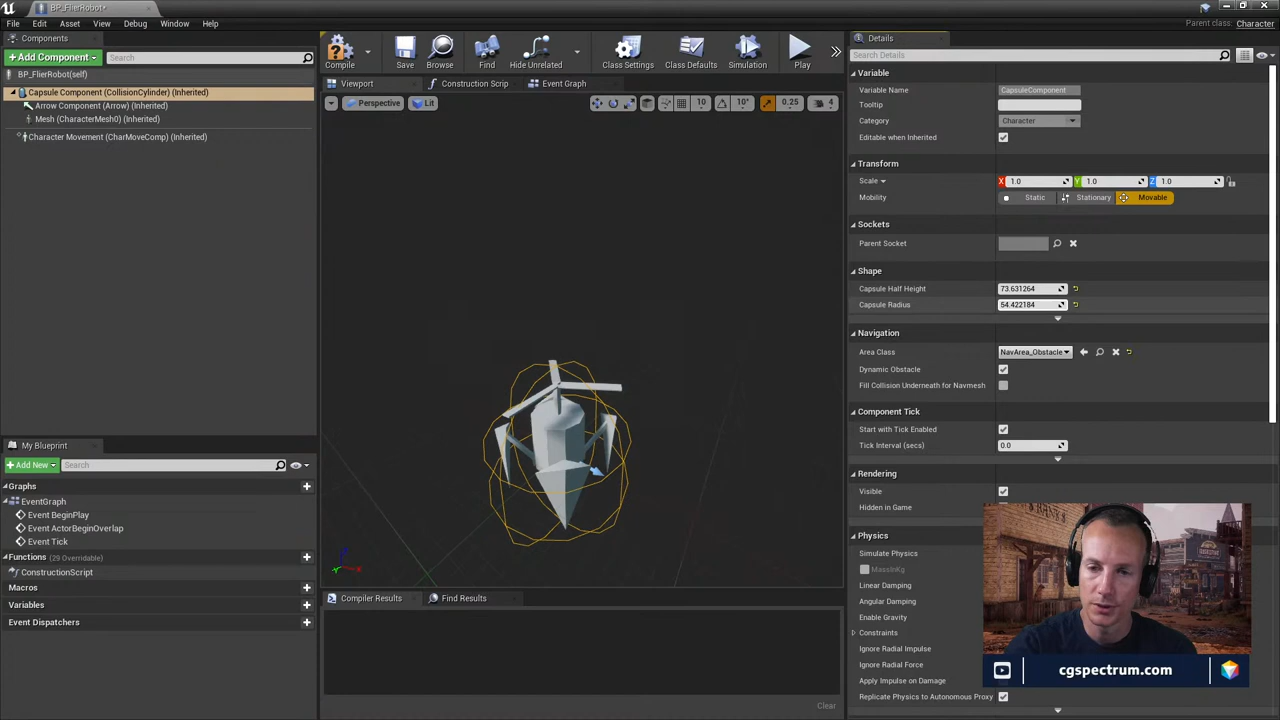 BP_FlierRobot*
File Edit Asset View Debug Window Help
Parent class: Character
Components
+Add Component
Search
BP_FlierRobot(self)
Capsule Component (CollisionCylinder) (Inherited)
Arrow Component (Arrow) (Inherited)
Mesh (CharacterMesh0) (Inherited)
Character Movement (CharMoveComp) (Inherited)
My Blueprint
+Add New
Search
Graphs
EventGraph
Event BeginPlay
Event ActorBeginOverlap
Event Tick
Functions (29 Overridable)
ConstructionScript
Macros
Variables
Event Dispatchers
Compile Save Browse Find Hide Unrelated Class Settings Class Defaults Simulation Play
Viewport Construction Scrip Event Graph
Perspective Lit 10 10° 0.25 4
Compiler Results Find Results
Clear
Details
Search Details
Variable
Variable Name CapsuleComponent
Tooltip
Category Character
Editable when Inherited
Transform
Scale X 1.0 Y 1.0 Z 1.0
Mobility Static Stationary Movable
Sockets
Parent Socket
Shape
Capsule Half Height 73.631264
Capsule Radius 54.422184
Navigation
Area Class NavArea_Obstacle
Dynamic Obstacle
Fill Collision Underneath for Navmesh
Component Tick
Start with Tick Enabled
Tick Interval (secs) 0.0
Rendering
Visible
Hidden in Game
Physics
Simulate Physics
MassInKg
Linear Damping
Angular Damping
Enable Gravity
Constraints
Ignore Radial Impulse
Ignore Radial Force
Apply Impulse on Damage
Replicate Physics to Autonomous Proxy
cgspectrum.com